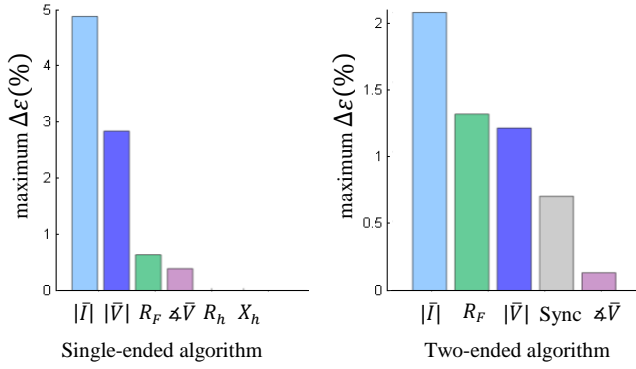 maximum Δε(%)
5
4
3
2
1
0
|Ī| |V̄| R_F ∡V̄ R_h X_h
Single-ended algorithm
maximum Δε(%)
2
1.5
1
0.5
0
|Ī| R_F |V̄| Sync ∡V̄
Two-ended algorithm